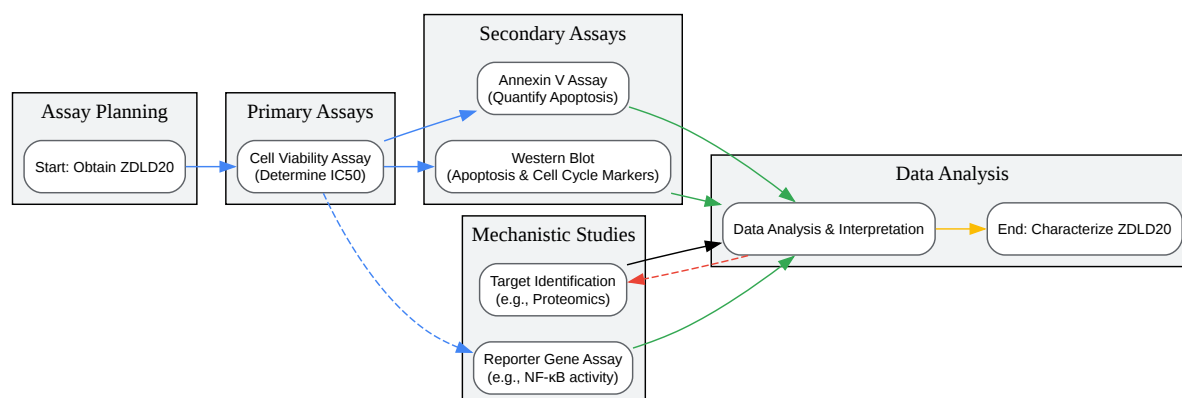 Assay Planning
Start: Obtain ZDLD20
Primary Assays
Cell Viability Assay
(Determine IC50)
Secondary Assays
Annexin V Assay
(Quantify Apoptosis)
Western Blot
(Apoptosis & Cell Cycle Markers)
Mechanistic Studies
Target Identification
(e.g., Proteomics)
Reporter Gene Assay
(e.g., NF-κB activity)
Data Analysis
Data Analysis & Interpretation
End: Characterize ZDLD20